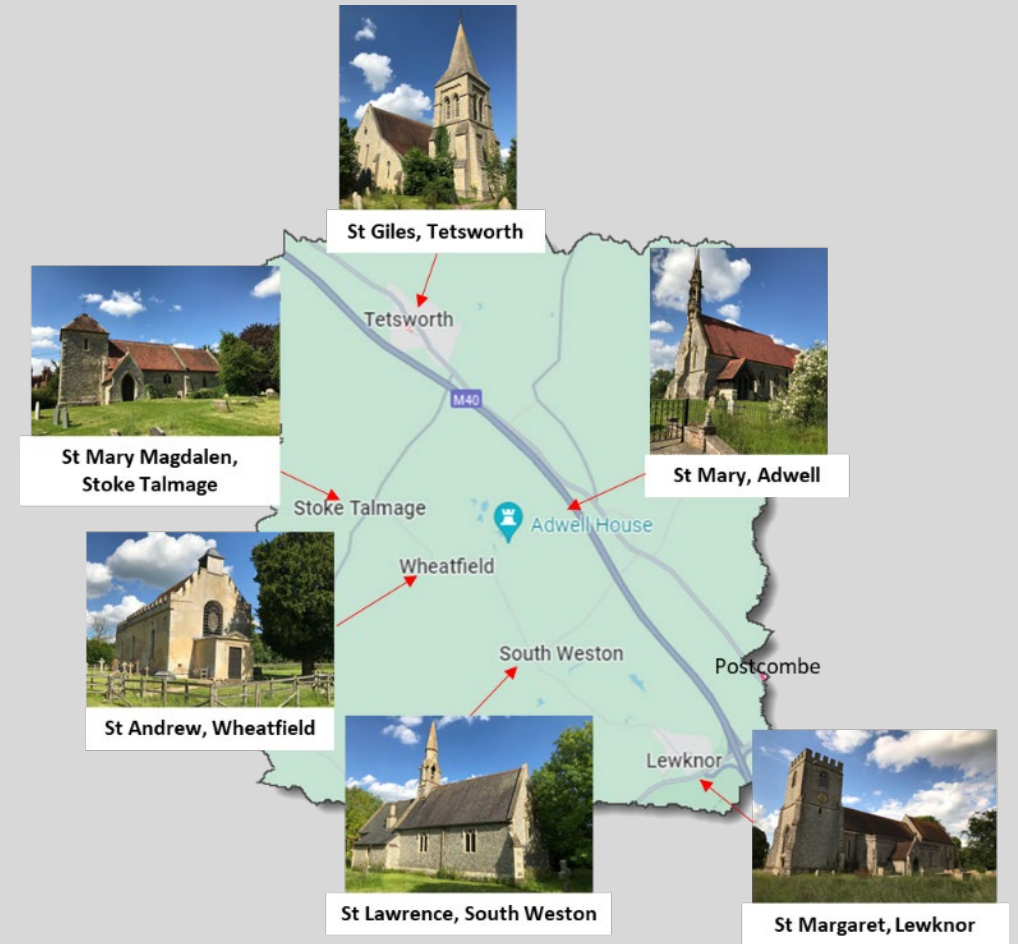 St Giles, Tetsworth
Tetsworth
M40
St Mary Magdalen,
Stoke Talmage
St Mary, Adwell
Stoke Talmage
Adwell House
Wheatfield
South Weston
Postcombe
St Andrew, Wheatfield
Lewknor
St Lawrence, South Weston
St Margaret, Lewknor